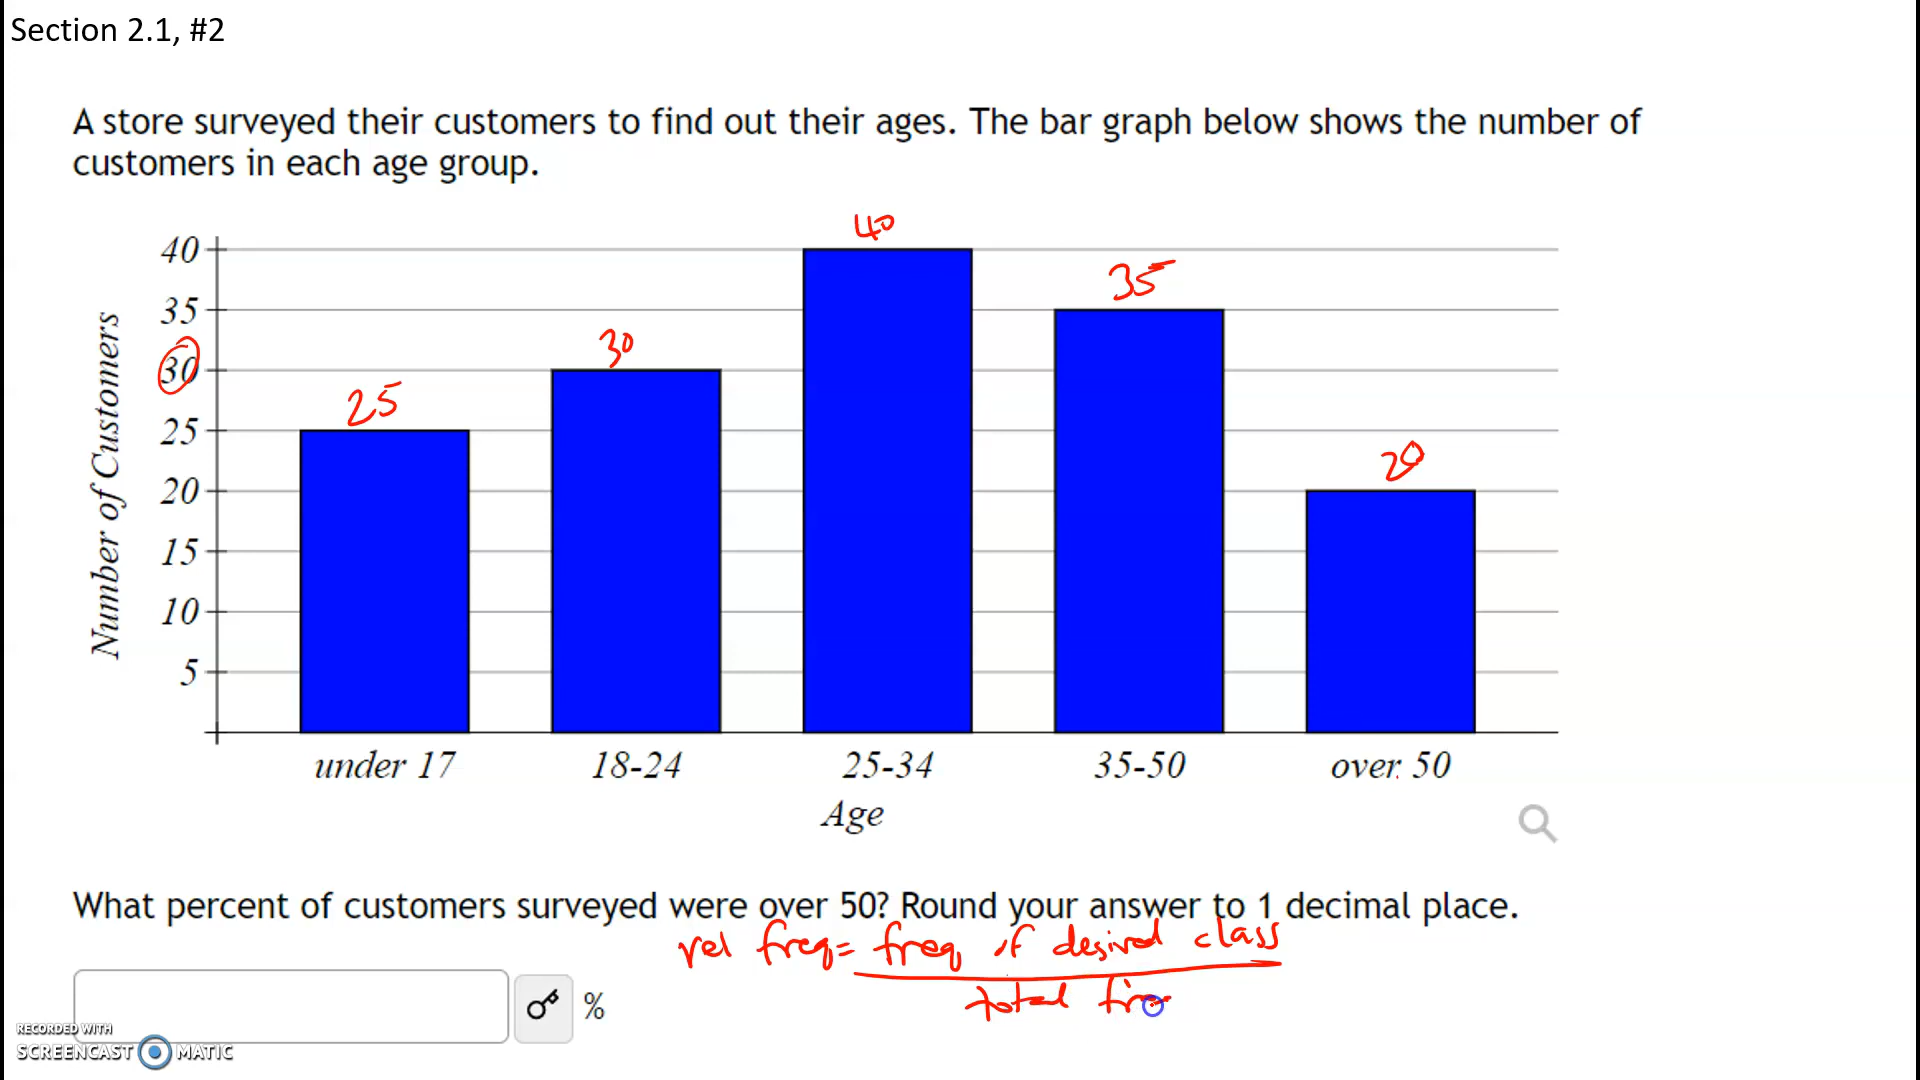 Section 2.1, #2
A store surveyed their customers to find out their ages. The bar graph below shows the number of
customers in each age group.
40
40
35
35
30
30
25
25
20
20
15
10
5
Number of Customers
under 17 18-24 25-34 35-50 over 50
Age
What percent of customers surveyed were over 50? Round your answer to 1 decimal place.
rel freq = freq of desired class
total
%
RECORDED WITH
SCREENCAST MATIC